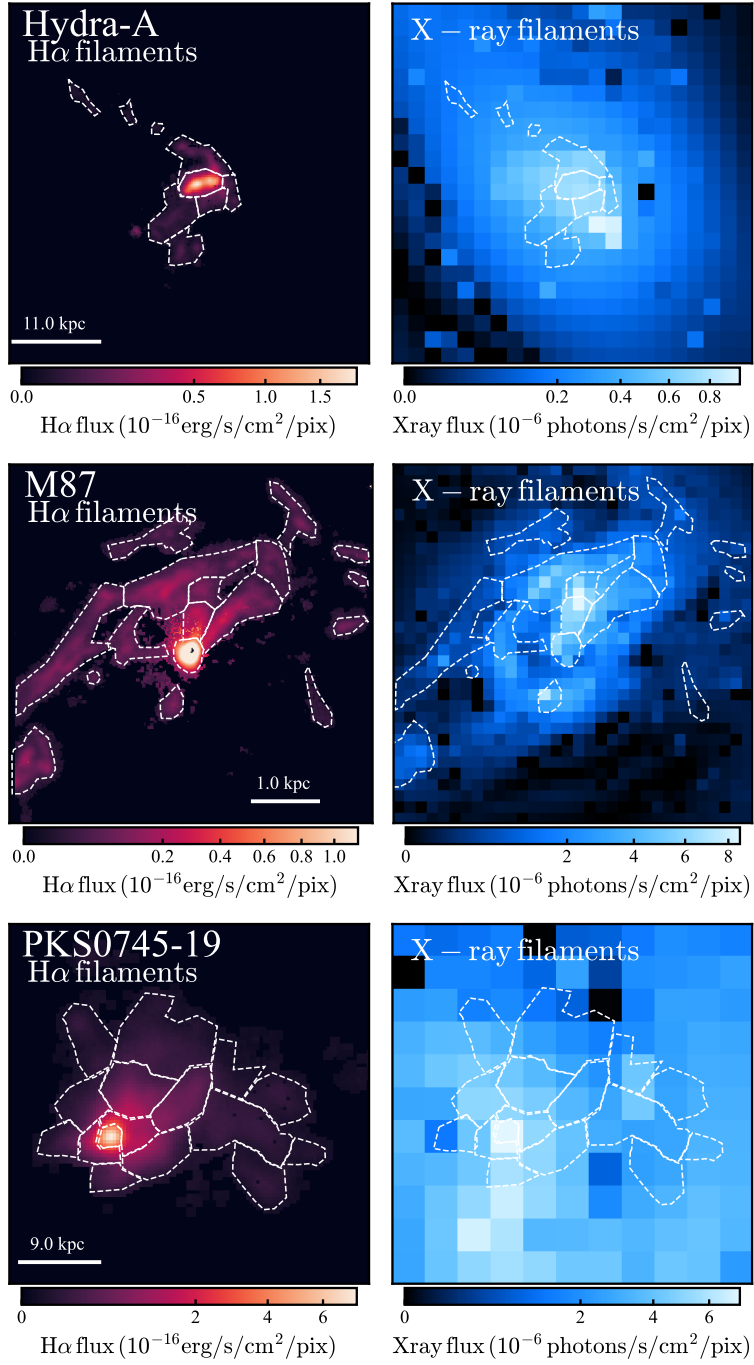 Hydra-A
Hα filaments
X – ray filaments
11.0 kpc
0.0 0.5 1.0 1.5
0.0 0.2 0.4 0.6 0.8
Hα flux (10⁻¹⁶erg/s/cm²/pix)
Xray flux (10⁻⁶ photons/s/cm²/pix)
M87
Hα filaments
X – ray filaments
1.0 kpc
0.0 0.2 0.4 0.6 0.8 1.0
0 2 4 6 8
Hα flux (10⁻¹⁶erg/s/cm²/pix)
Xray flux (10⁻⁶ photons/s/cm²/pix)
PKS0745-19
Hα filaments
X – ray filaments
9.0 kpc
0 2 4 6
0 2 4 6
Hα flux (10⁻¹⁶erg/s/cm²/pix)
Xray flux (10⁻⁶ photons/s/cm²/pix)